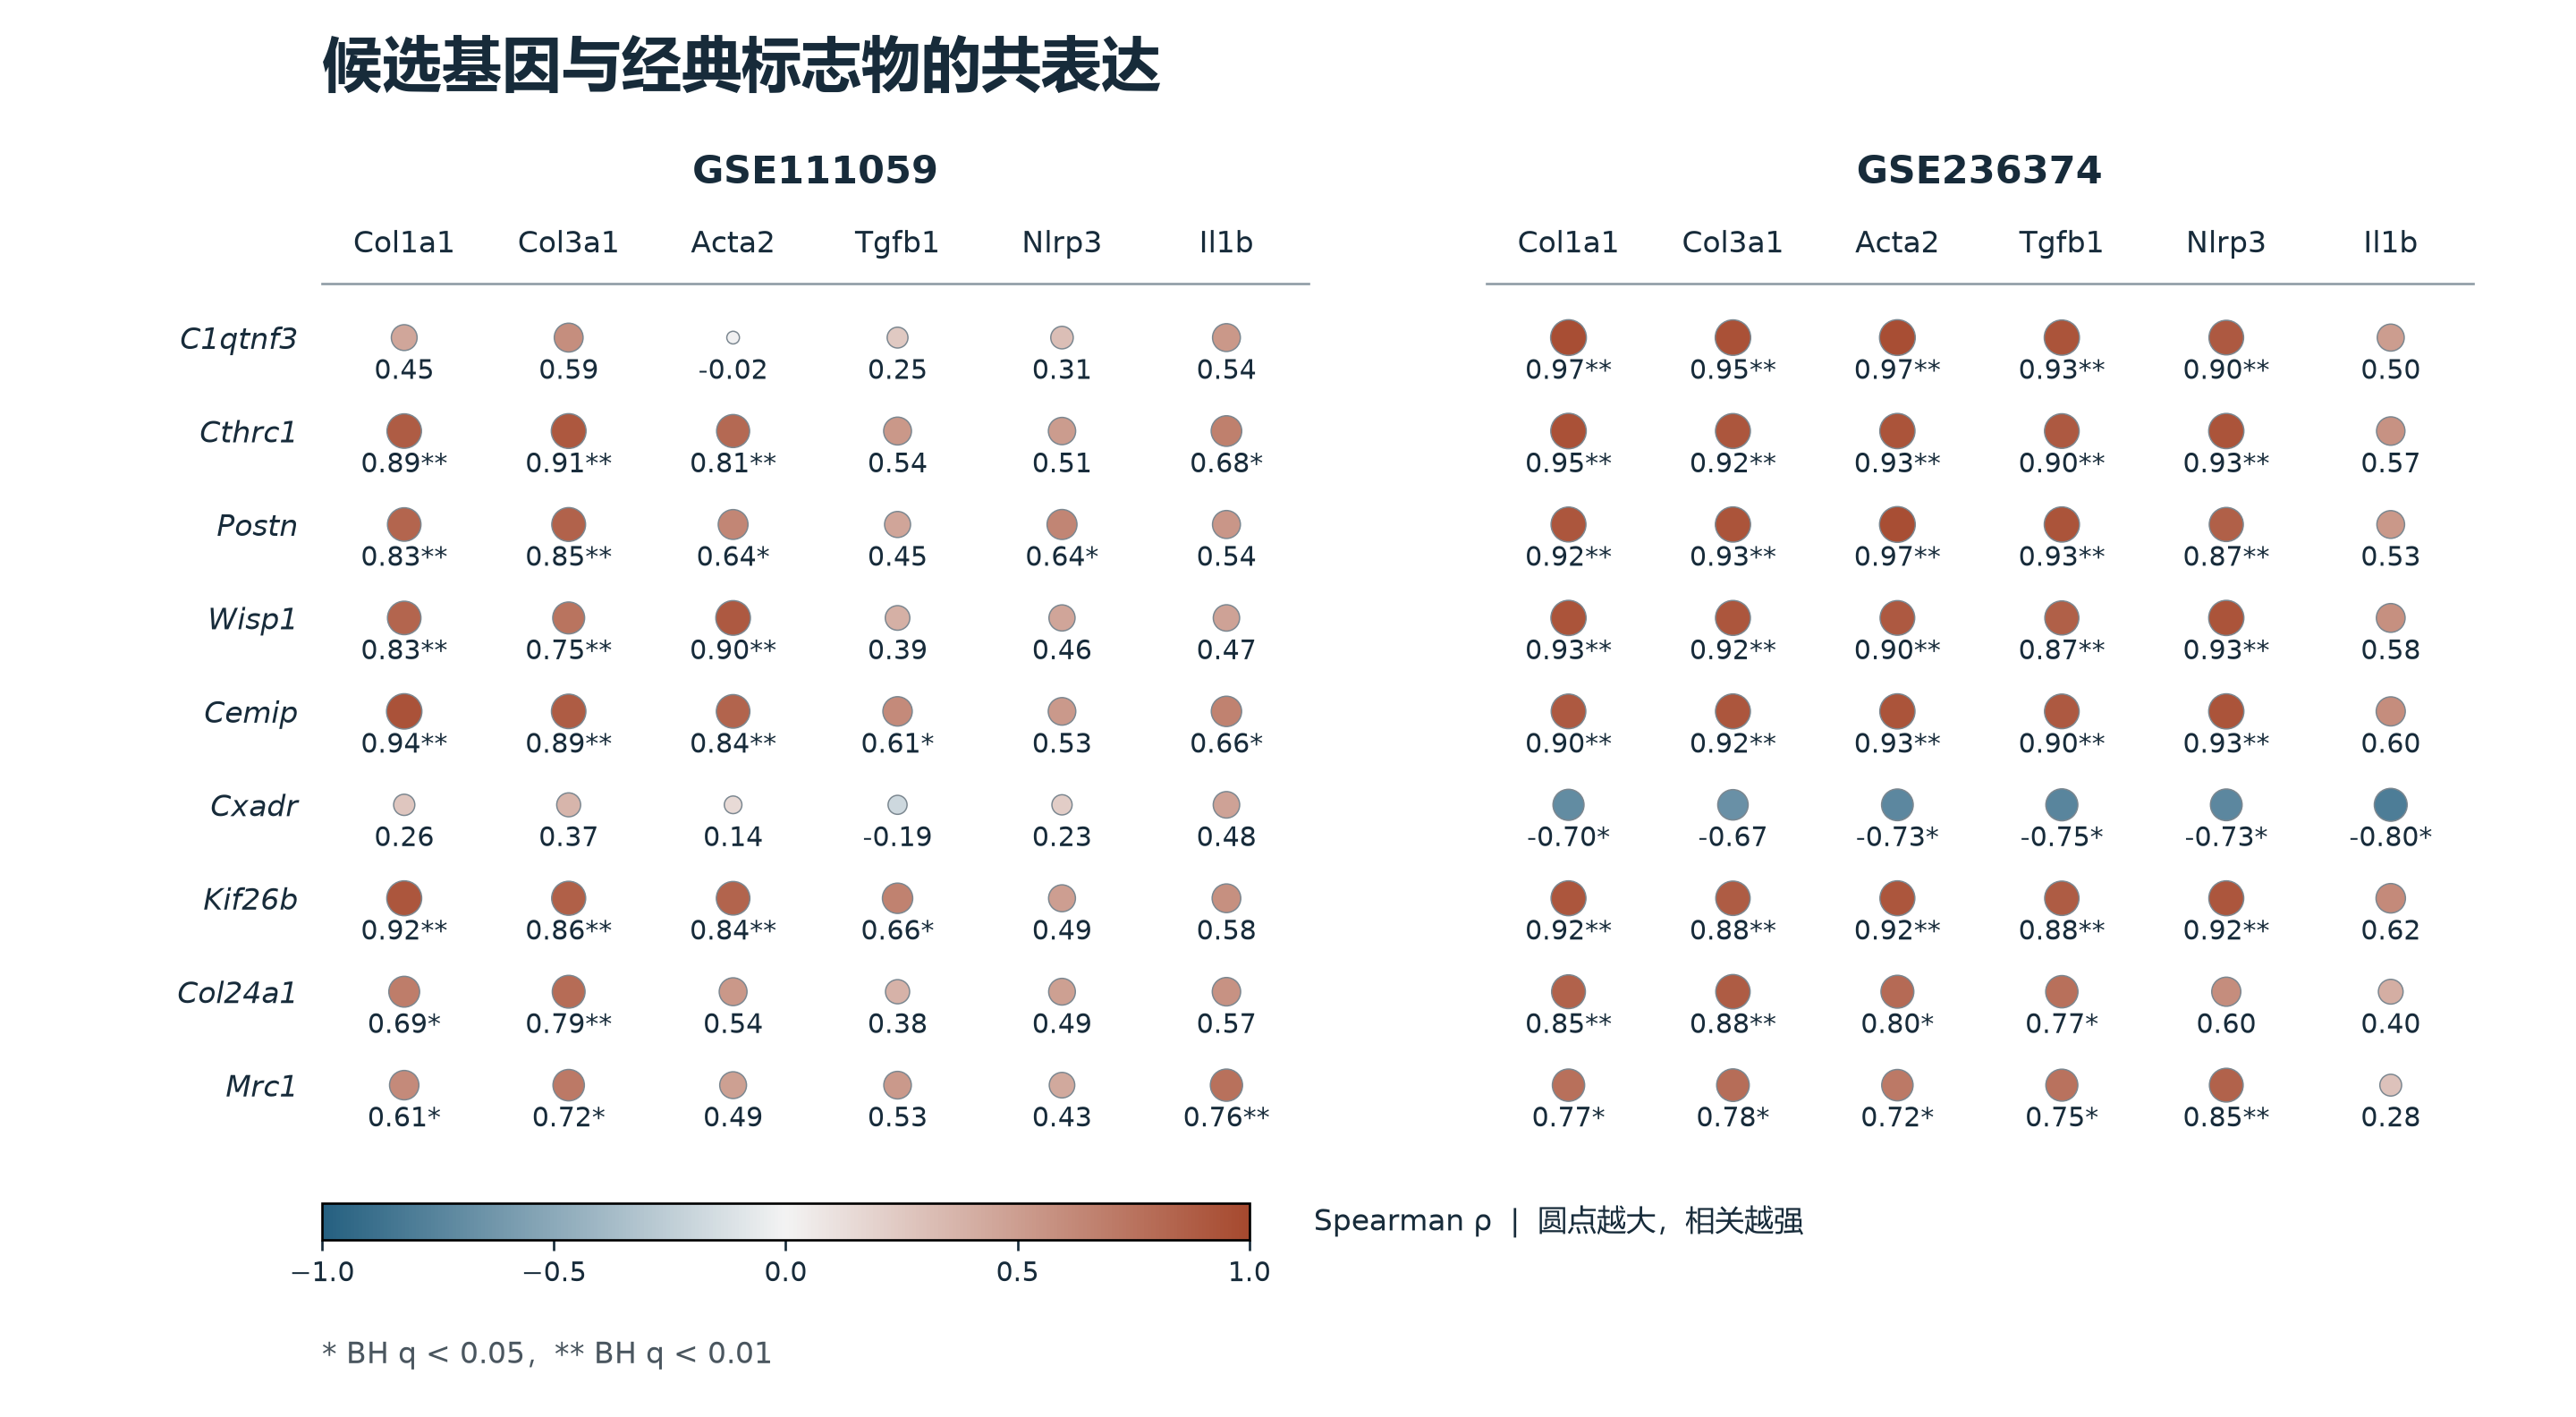 候选基因与经典标志物的共表达
GSE111059 GSE236374
Col1a1 Col3a1 Acta2 Tgfb1 Nlrp3 Il1b Col1a1 Col3a1 Acta2 Tgfb1 Nlrp3 Il1b
C1qtnf3
0.45 0.59 -0.02 0.25 0.31 0.54 0.97** 0.95** 0.97** 0.93** 0.90** 0.50
Cthrc1
0.89** 0.91** 0.81** 0.54 0.51 0.68* 0.95** 0.92** 0.93** 0.90** 0.93** 0.57
Postn
0.83** 0.85** 0.64* 0.45 0.64* 0.54 0.92** 0.93** 0.97** 0.93** 0.87** 0.53
Wisp1
0.83** 0.75** 0.90** 0.39 0.46 0.47 0.93** 0.92** 0.90** 0.87** 0.93** 0.58
Cemip
0.94** 0.89** 0.84** 0.61* 0.53 0.66* 0.90** 0.92** 0.93** 0.90** 0.93** 0.60
Cxadr
0.26 0.37 0.14 -0.19 0.23 0.48 -0.70* -0.67 -0.73* -0.75* -0.73* -0.80*
Kif26b
0.92** 0.86** 0.84** 0.66* 0.49 0.58 0.92** 0.88** 0.92** 0.88** 0.92** 0.62
Col24a1
0.69* 0.79** 0.54 0.38 0.49 0.57 0.85** 0.88** 0.80* 0.77* 0.60 0.40
Mrc1
0.61* 0.72* 0.49 0.53 0.43 0.76** 0.77* 0.78* 0.72* 0.75* 0.85** 0.28
Spearman ρ | 圆点越大，相关越强
−1.0 −0.5 0.0 0.5 1.0
* BH q < 0.05，** BH q < 0.01